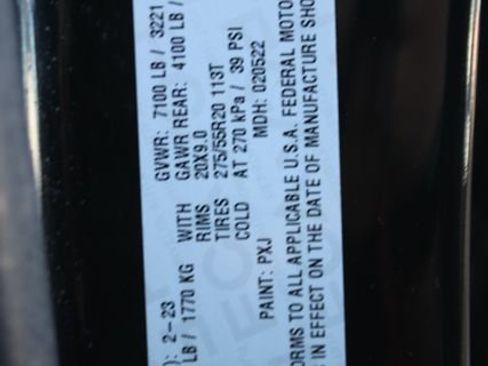 ): 2-23 GVWR: 7100 LB / 3221
LB / 1770 KG WITH GAWR REAR: 4100 LB /
RIMS 20X9.0
TIRES 275/55R20 113T
COLD AT 270 kPa / 39 PSI
PAINT: PXJ MDH: 020522
ORMS TO ALL APPLICABLE U.S.A. FEDERAL MOTO
IN EFFECT ON THE DATE OF MANUFACTURE SHO